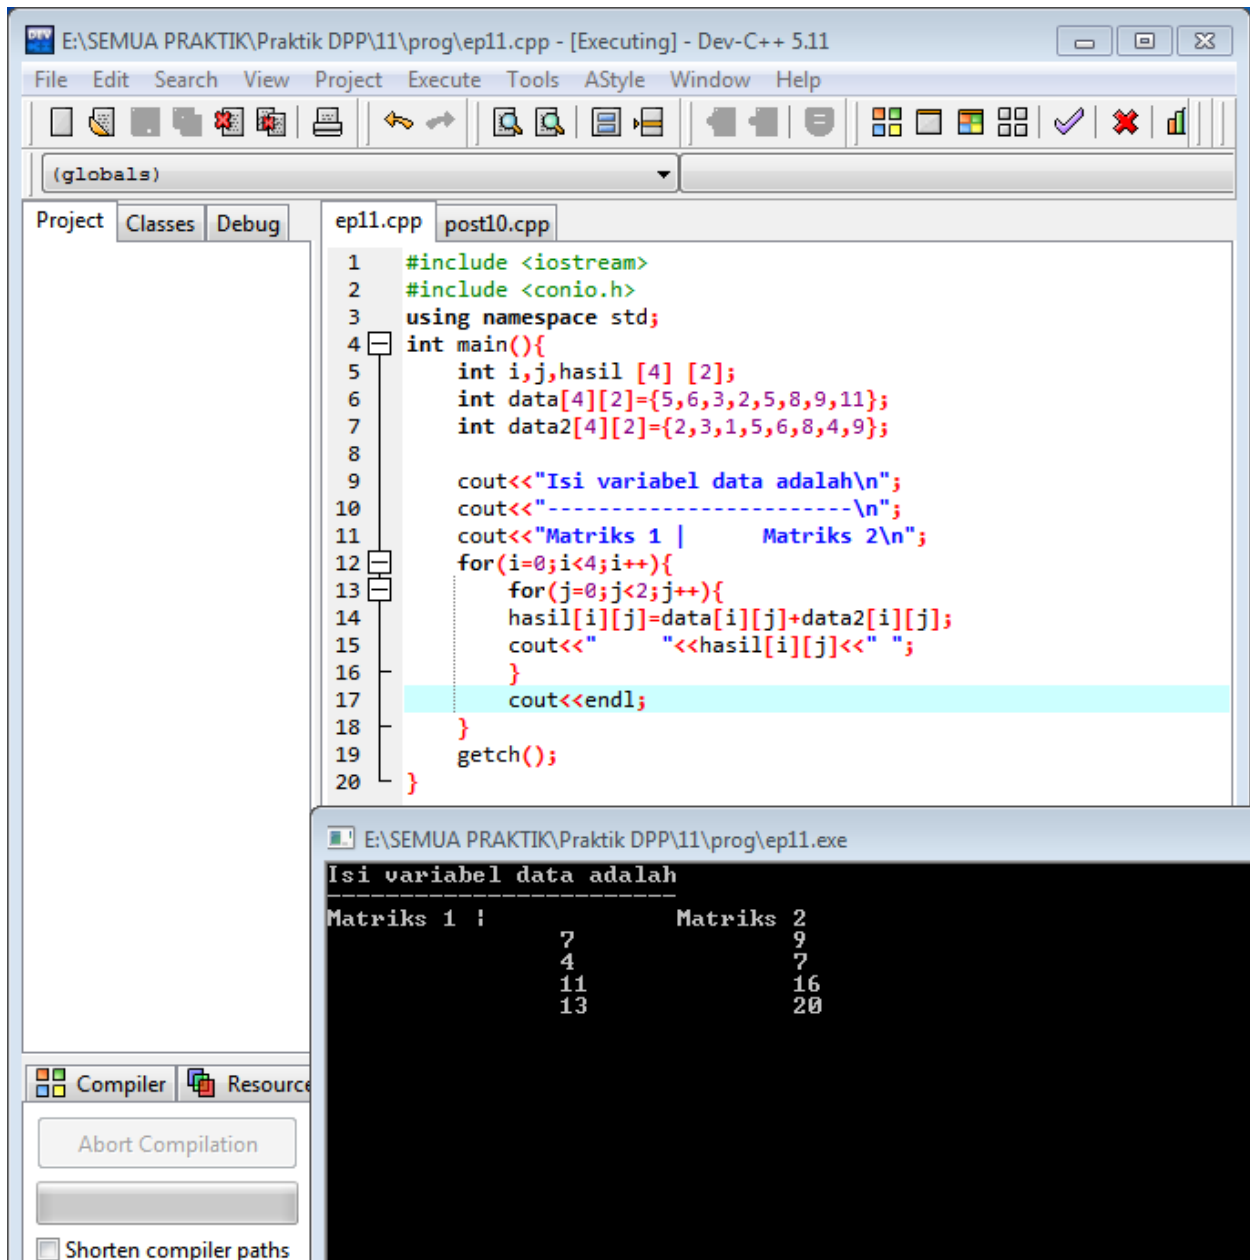 E:\SEMUA PRAKTIK\Praktik DPP\11\prog\ep11.cpp - [Executing] - Dev-C++ 5.11
File Edit Search View Project Execute Tools AStyle Window Help
(globals)
Project Classes Debug
ep11.cpp post10.cpp
1 #include <iostream>
2 #include <conio.h>
3 using namespace std;
4 int main(){
5 int i,j,hasil [4] [2];
6 int data[4][2]={5,6,3,2,5,8,9,11};
7 int data2[4][2]={2,3,1,5,6,8,4,9};
8
9 cout<<"Isi variabel data adalah\n";
10 cout<<"------------------------\n";
11 cout<<"Matriks 1 |      Matriks 2\n";
12 for(i=0;i<4;i++){
13 for(j=0;j<2;j++){
14 hasil[i][j]=data[i][j]+data2[i][j];
15 cout<<"     "<<hasil[i][j]<<" ";
16 }
17 cout<<endl;
18 }
19 getch();
20 }
E:\SEMUA PRAKTIK\Praktik DPP\11\prog\ep11.exe
Isi variabel data adalah
------------------------
Matriks 1 ¦ Matriks 2
7 9
4 7
11 16
13 20
Compiler Resource
Abort Compilation
Shorten compiler paths